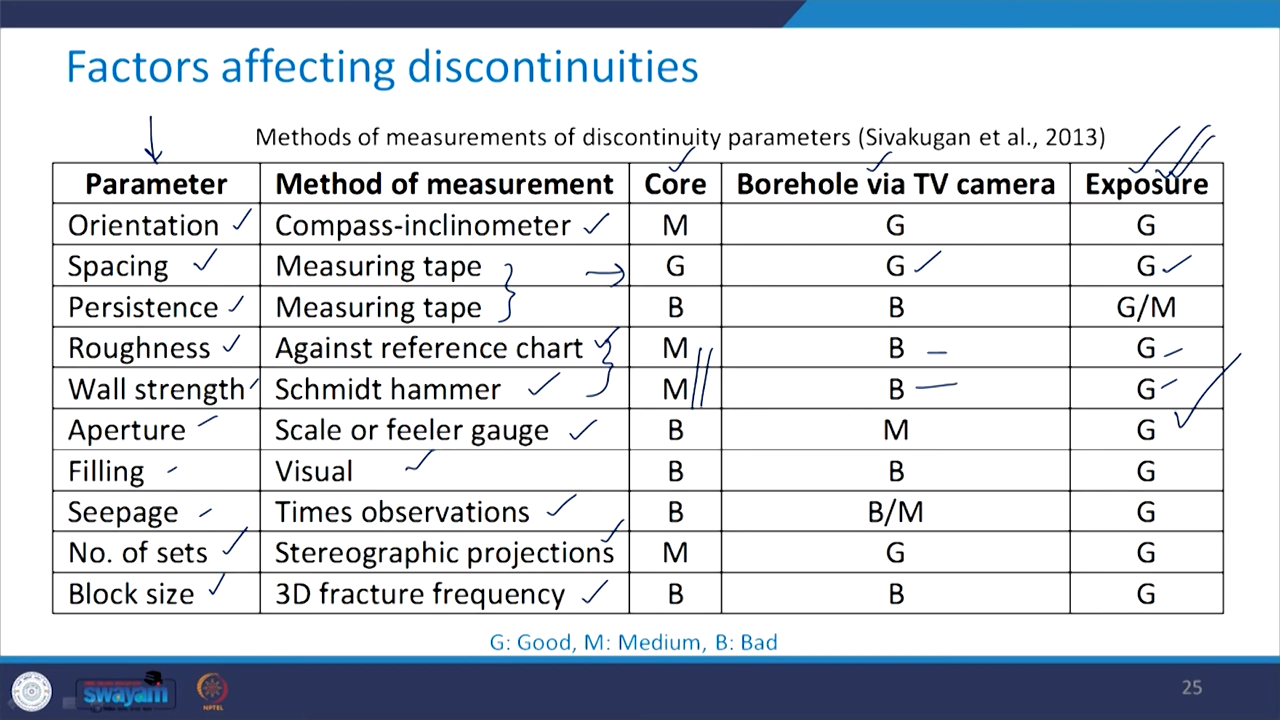 Factors affecting discontinuities
Methods of measurements of discontinuity parameters (Sivakugan et al., 2013)
Parameter Method of measurement Core Borehole via TV camera Exposure
Orientation Compass-inclinometer M G G
Spacing Measuring tape G G G
Persistence Measuring tape B B G/M
Roughness Against reference chart M B G
Wall strength Schmidt hammer M B G
Aperture Scale or feeler gauge B M G
Filling Visual B B G
Seepage Times observations B B/M G
No. of sets Stereographic projections M G G
Block size 3D fracture frequency B B G
G: Good, M: Medium, B: Bad
swayam
NPTEL
25